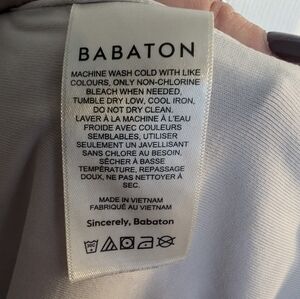 BABATON
MACHINE WASH COLD WITH LIKE
COLOURS, ONLY NON-CHLORINE
BLEACH WHEN NEEDED,
TUMBLE DRY LOW, COOL IRON,
DO NOT DRY CLEAN.
LAVER À LA MACHINE À L'EAU
FROIDE AVEC COULEURS
SEMBLABLES, UTILISER
SEULEMENT UN JAVELLISANT
SANS CHLORE AU BESOIN,
SÉCHER À BASSE
TEMPÉRATURE, REPASSAGE
DOUX, NE PAS NETTOYER À
SEC.
MADE IN VIETNAM
FABRIQUÉ AU VIETNAM
Sincerely, Babaton